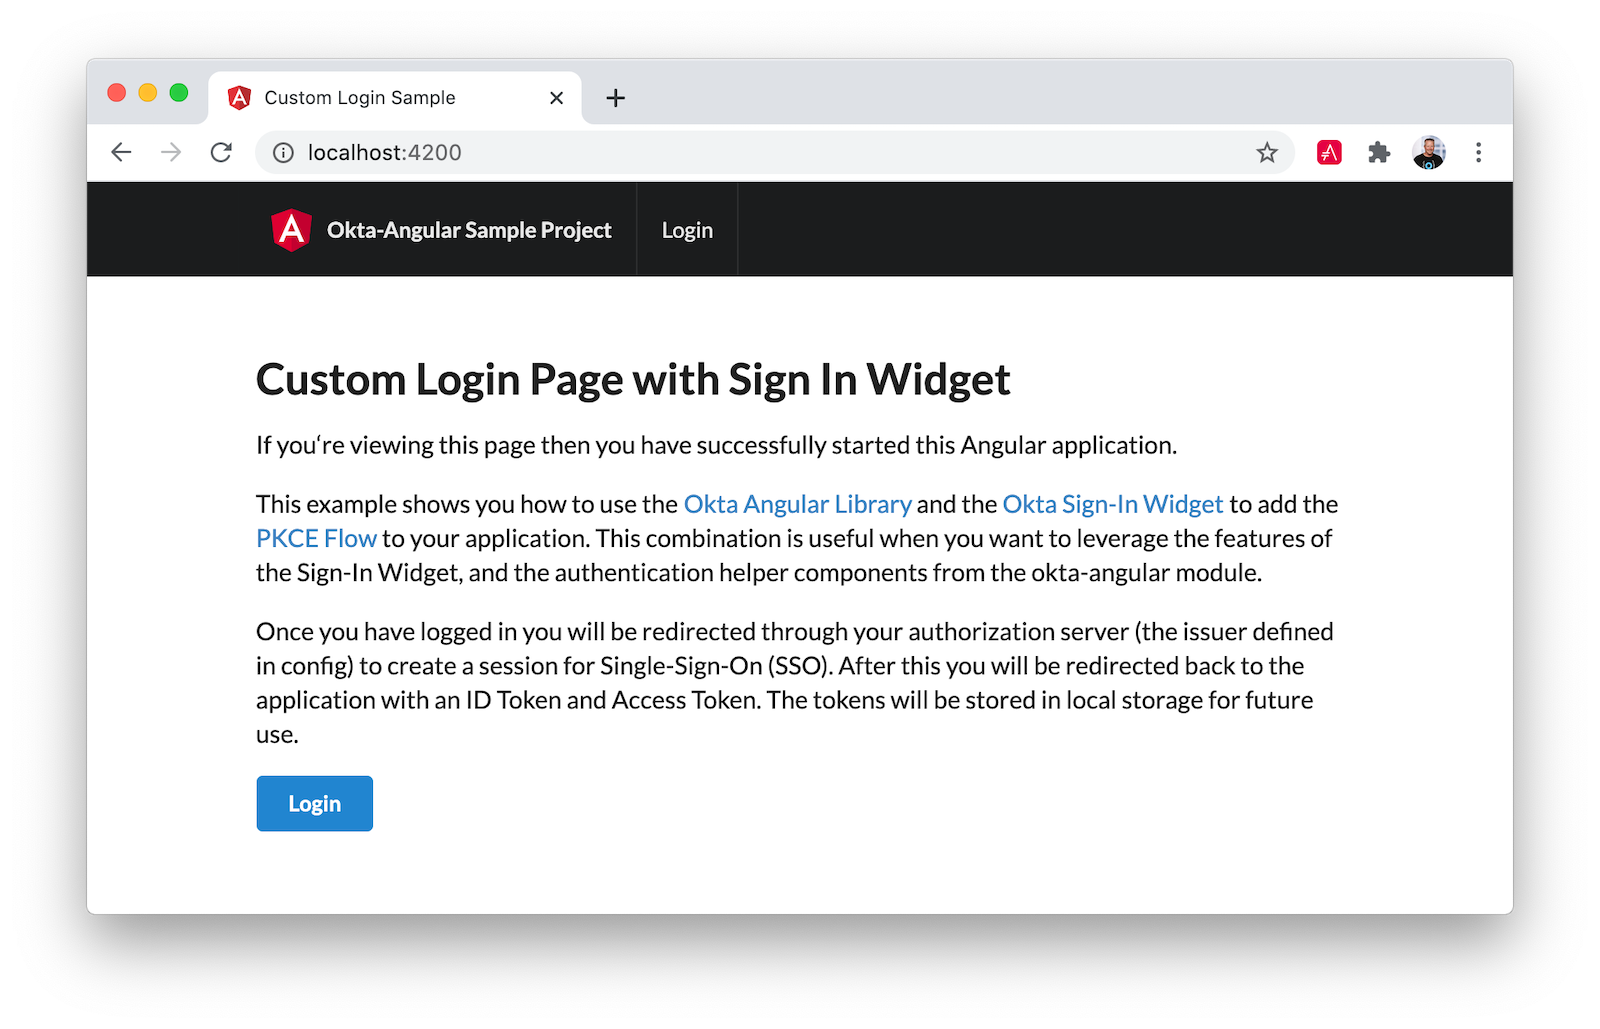 Custom Login Sample
localhost:4200
Okta-Angular Sample Project
Login
Custom Login Page with Sign In Widget
If you‘re viewing this page then you have successfully started this Angular application.
This example shows you how to use the Okta Angular Library and the Okta Sign-In Widget to add the
PKCE Flow to your application. This combination is useful when you want to leverage the features of
the Sign-In Widget, and the authentication helper components from the okta-angular module.
Once you have logged in you will be redirected through your authorization server (the issuer defined
in config) to create a session for Single-Sign-On (SSO). After this you will be redirected back to the
application with an ID Token and Access Token. The tokens will be stored in local storage for future
use.
Login